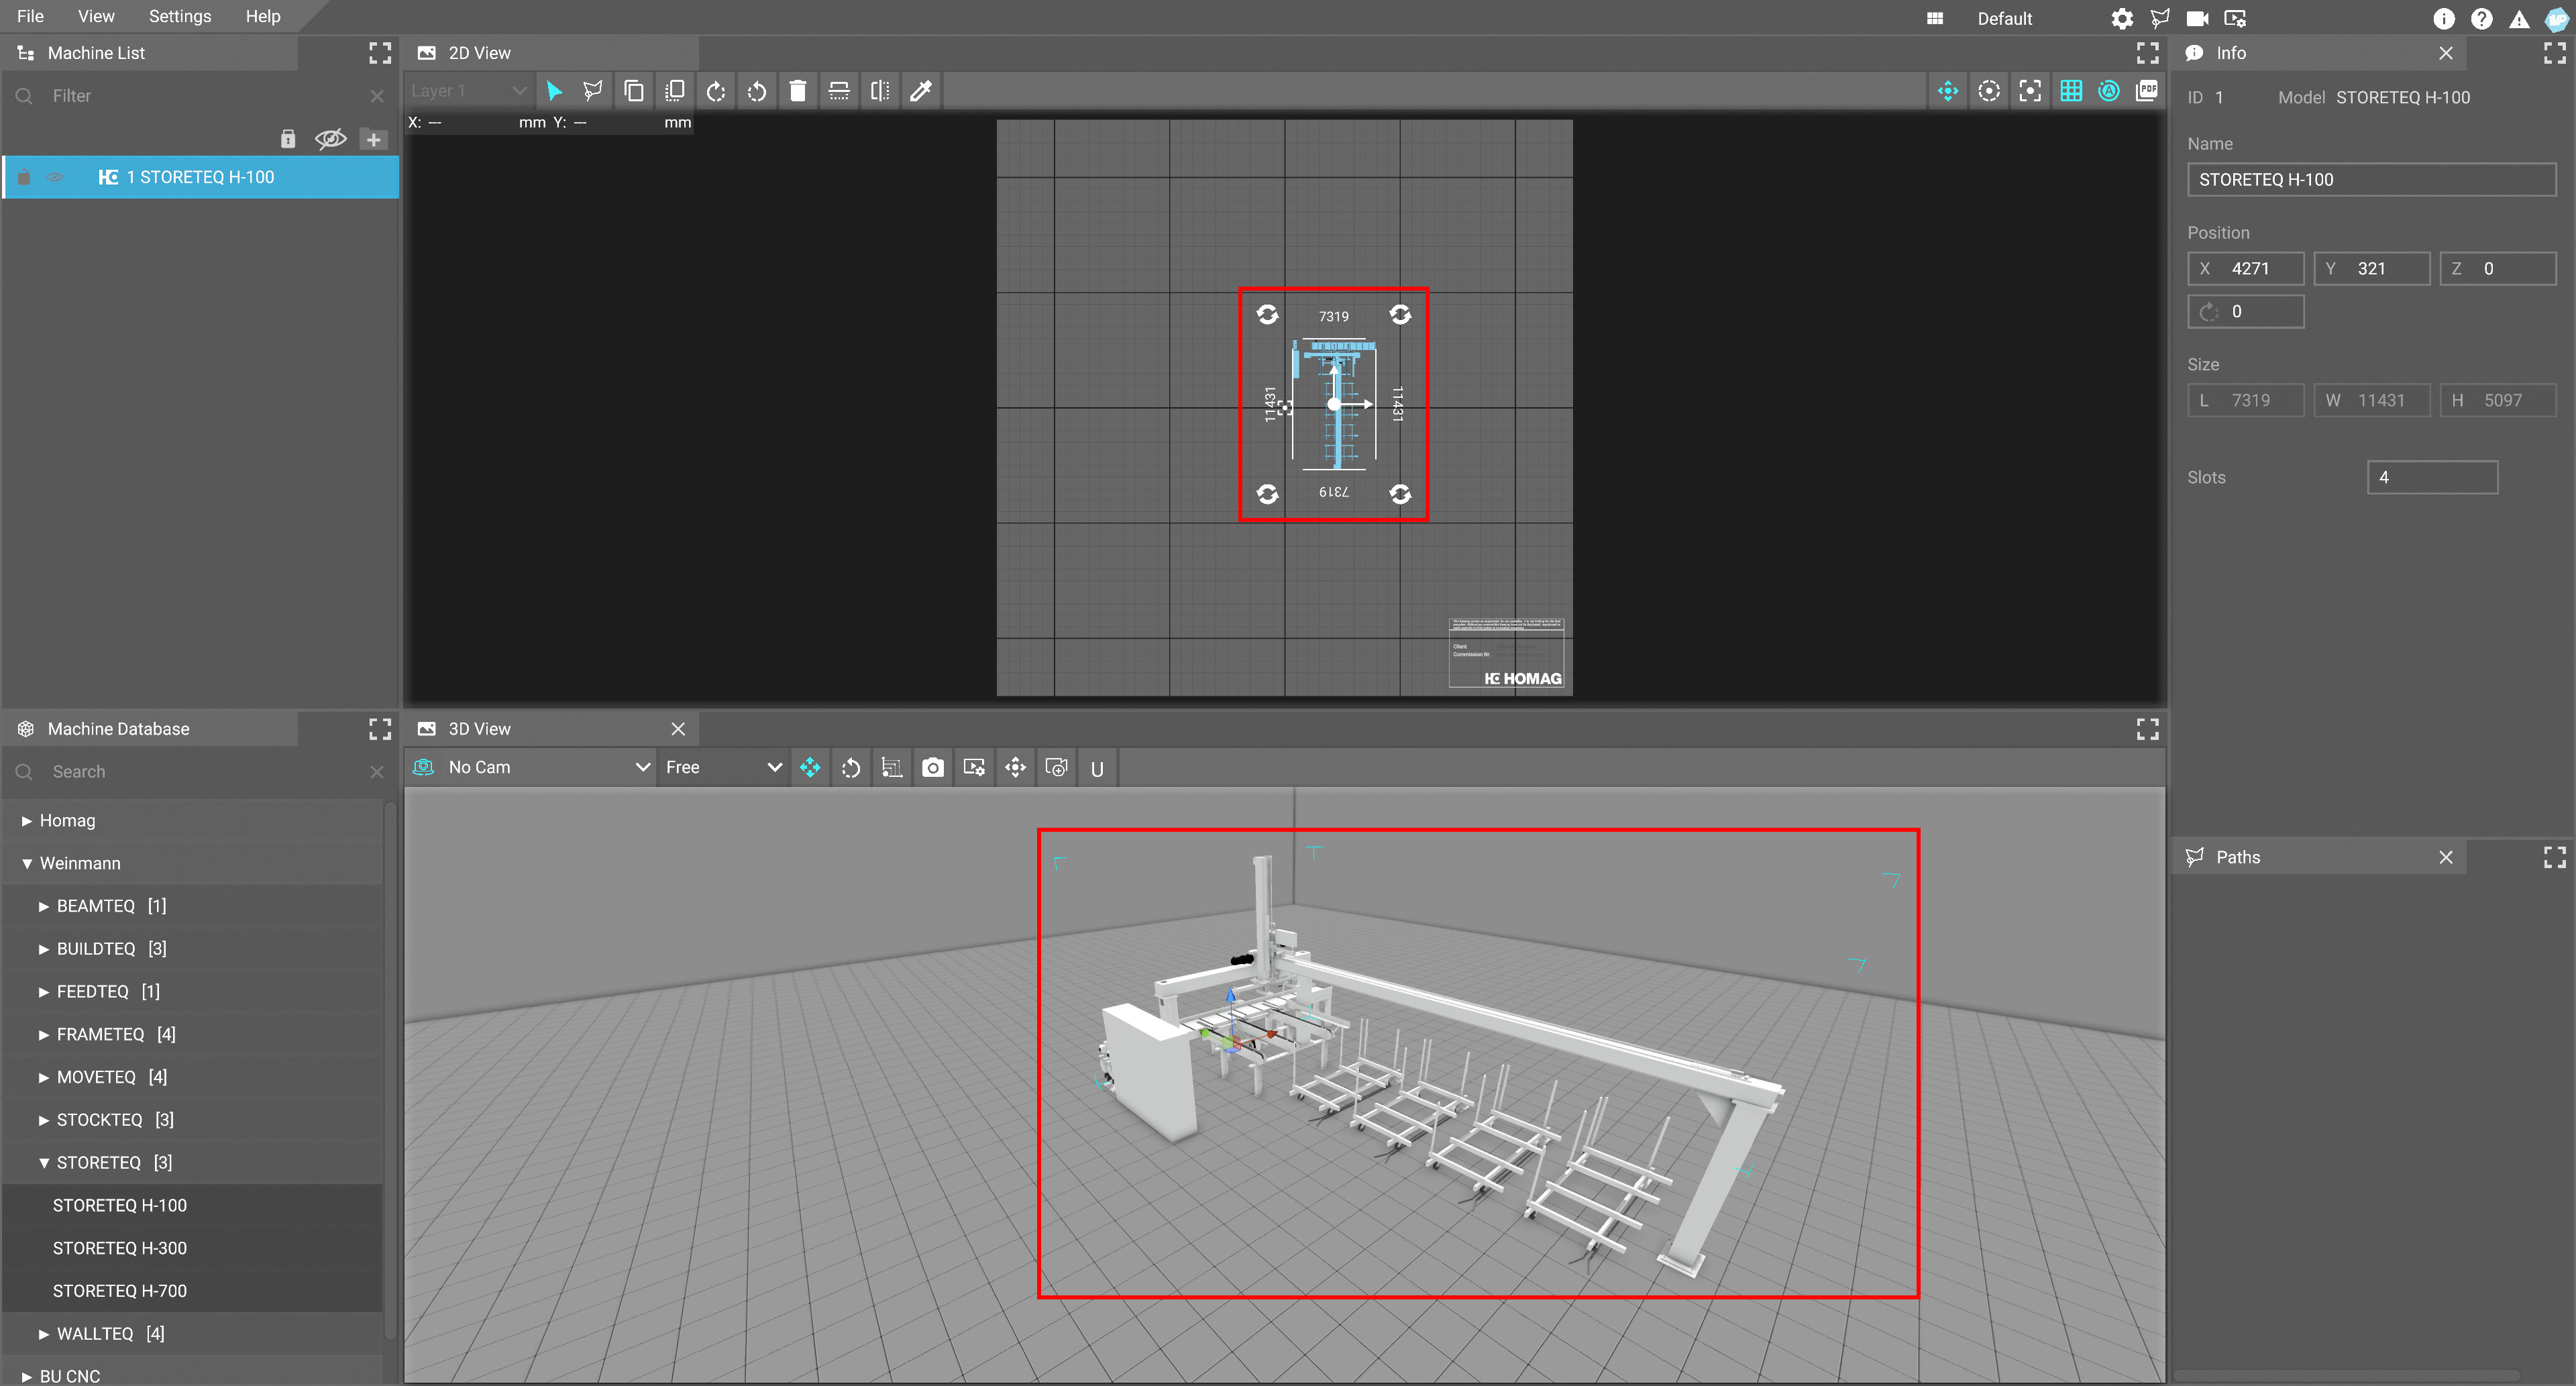 File View Settings Help
Default
Machine List
Filter
1 STORETEQ H-100
2D View
Layer 1
PDF
X: --- mm Y: --- mm
7319
11431
11431
7319
Client
Commission Nr.
HOMAG
Info
ID 1 Model STORETEQ H-100
Name
STORETEQ H-100
Position
X 4271 Y 321 Z 0
0
Size
L 7319 W 11431 H 5097
Slots 4
Machine Database
Search
Homag
Weinmann
BEAMTEQ [1]
BUILDTEQ [3]
FEEDTEQ [1]
FRAMETEQ [4]
MOVETEQ [4]
STOCKTEQ [3]
STORETEQ [3]
STORETEQ H-100
STORETEQ H-300
STORETEQ H-700
WALLTEQ [4]
BU CNC
3D View
No Cam Free U
Paths